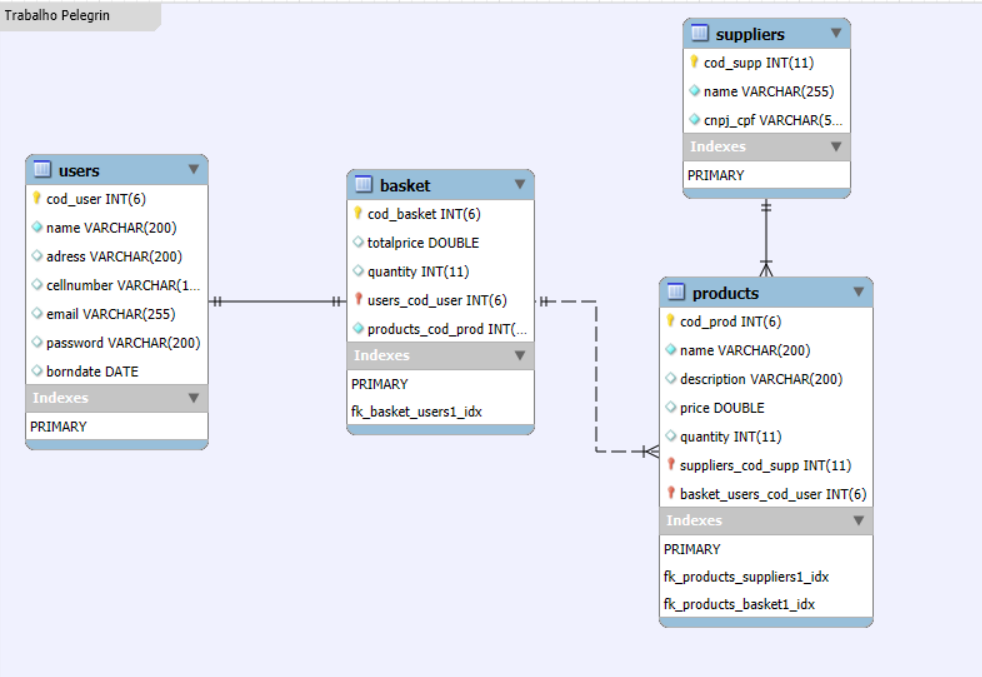 Trabalho Pelegrin
users
cod_user INT(6)
name VARCHAR(200)
adress VARCHAR(200)
cellnumber VARCHAR(1...
email VARCHAR(255)
password VARCHAR(200)
borndate DATE
Indexes
PRIMARY
basket
cod_basket INT(6)
totalprice DOUBLE
quantity INT(11)
users_cod_user INT(6)
products_cod_prod INT(...
Indexes
PRIMARY
fk_basket_users1_idx
suppliers
cod_supp INT(11)
name VARCHAR(255)
cnpj_cpf VARCHAR(5...
Indexes
PRIMARY
products
cod_prod INT(6)
name VARCHAR(200)
description VARCHAR(200)
price DOUBLE
quantity INT(11)
suppliers_cod_supp INT(11)
basket_users_cod_user INT(6)
Indexes
PRIMARY
fk_products_suppliers1_idx
fk_products_basket1_idx